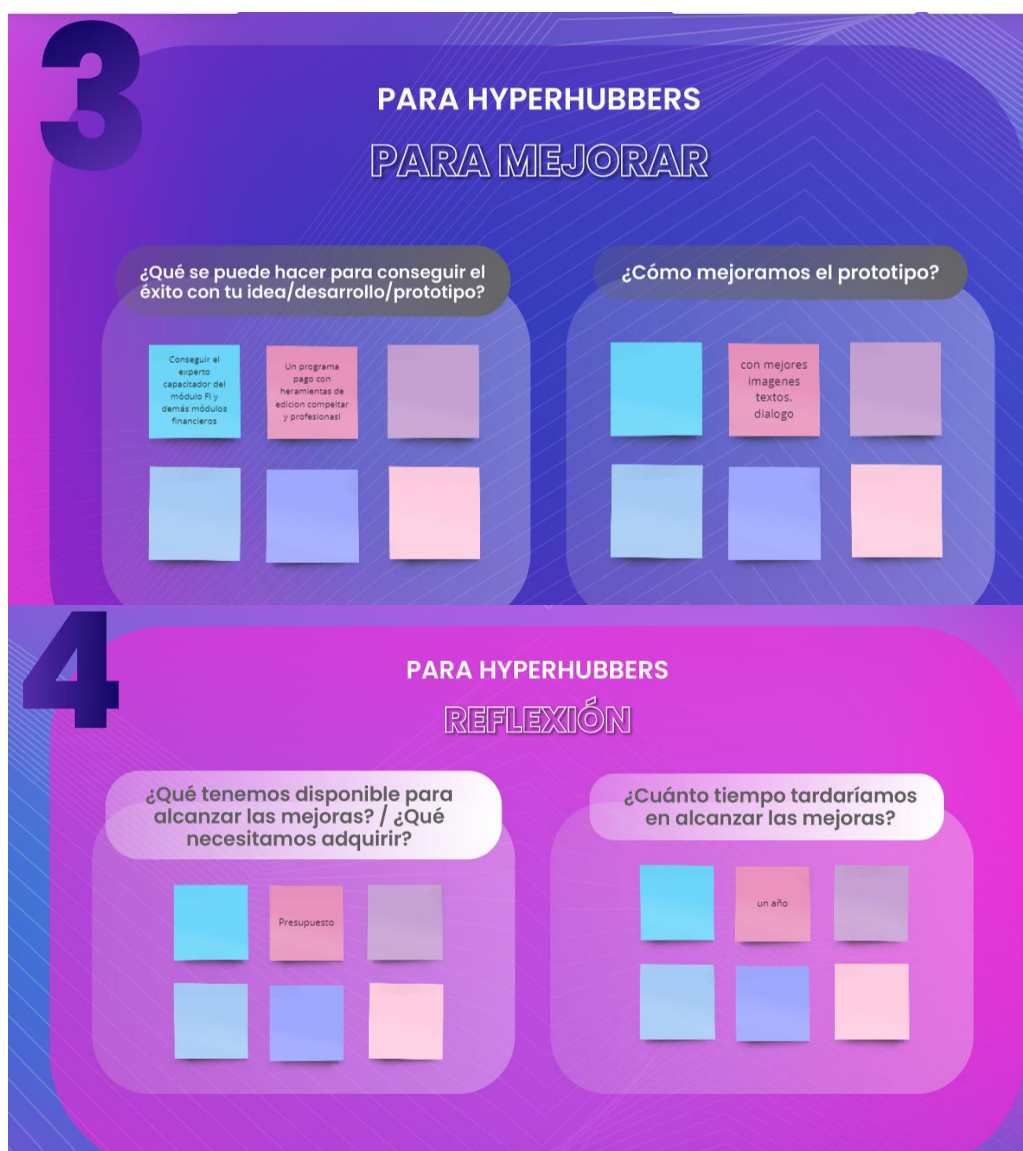 3
PARA HYPERHUBBERS
PARA MEJORAR
¿Qué se puede hacer para conseguir el
éxito con tu idea/desarrollo/prototipo?
Conseguir el
experto
capacitador del
módulo FI y
demás módulos
financieros
Un programa
pago con
heramientas de
edicion compeltar
y profesionasl
¿Cómo mejoramos el prototipo?
con mejores
imagenes
textos.
dialogo
4
PARA HYPERHUBBERS
REFLEXIÓN
¿Qué tenemos disponible para
alcanzar las mejoras? / ¿Qué
necesitamos adquirir?
Presupuesto
¿Cuánto tiempo tardaríamos
en alcanzar las mejoras?
un año